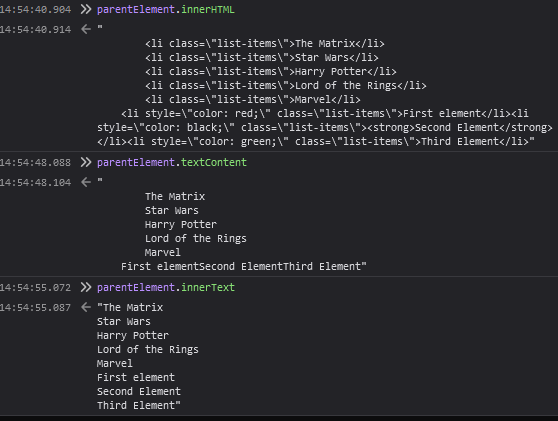 14:54:40.904 >> parentElement.innerHTML
14:54:40.914 ← "
<li class=\"list-items\">The Matrix</li>
<li class=\"list-items\">Star Wars</li>
<li class=\"list-items\">Harry Potter</li>
<li class=\"list-items\">Lord of the Rings</li>
<li class=\"list-items\">Marvel</li>
<li style=\"color: red;\" class=\"list-items\">First element</li><li
style=\"color: black;\" class=\"list-items\"><strong>Second Element</strong>
</li><li style=\"color: green;\" class=\"list-items\">Third Element</li>"
14:54:48.088 >> parentElement.textContent
14:54:48.104 ← "
The Matrix
Star Wars
Harry Potter
Lord of the Rings
Marvel
First elementSecond ElementThird Element"
14:54:55.072 >> parentElement.innerText
14:54:55.087 ← "The Matrix
Star Wars
Harry Potter
Lord of the Rings
Marvel
First element
Second Element
Third Element"